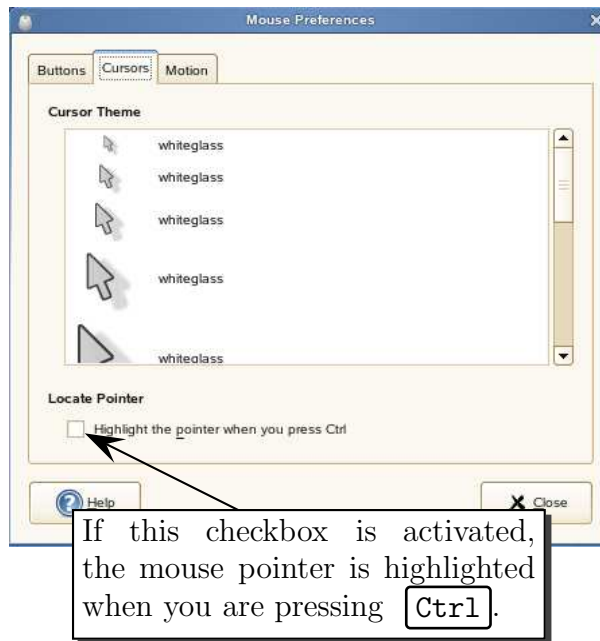 Mouse Preferences
Buttons Cursors Motion
Cursor Theme
whiteglass
whiteglass
whiteglass
whiteglass
whiteglass
Locate Pointer
Highlight the pointer when you press Ctrl
Help Close
If this checkbox is activated,
the mouse pointer is highlighted
when you are pressing Ctrl.